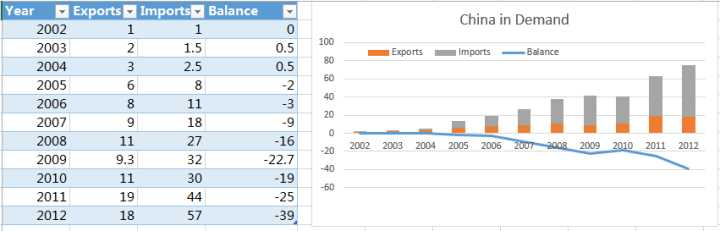 Year Exports Imports Balance
2002 1 1 0
2003 2 1.5 0.5
2004 3 2.5 0.5
2005 6 8 -2
2006 8 11 -3
2007 9 18 -9
2008 11 27 -16
2009 9.3 32 -22.7
2010 11 30 -19
2011 19 44 -25
2012 18 57 -39
China in Demand
100
Exports Imports Balance
80
60
40
20
0
2002 2003 2004 2005 2006 2007 2008 2009 2010 2011 2012
-20
-40
-60